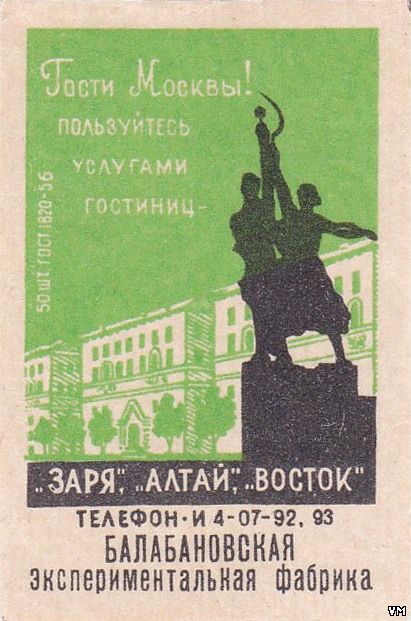 Гости Москвы!
пользуйтесь
услугами
гостиниц-
50 ШТ. ГОСТ 1820-56
„ЗАРЯ", „АЛТАЙ", „ВОСТОК"
ТЕЛЕФОН·И 4-07-92, 93
БАЛАБАНОВСКАЯ
экспериментальная фабрика
VM